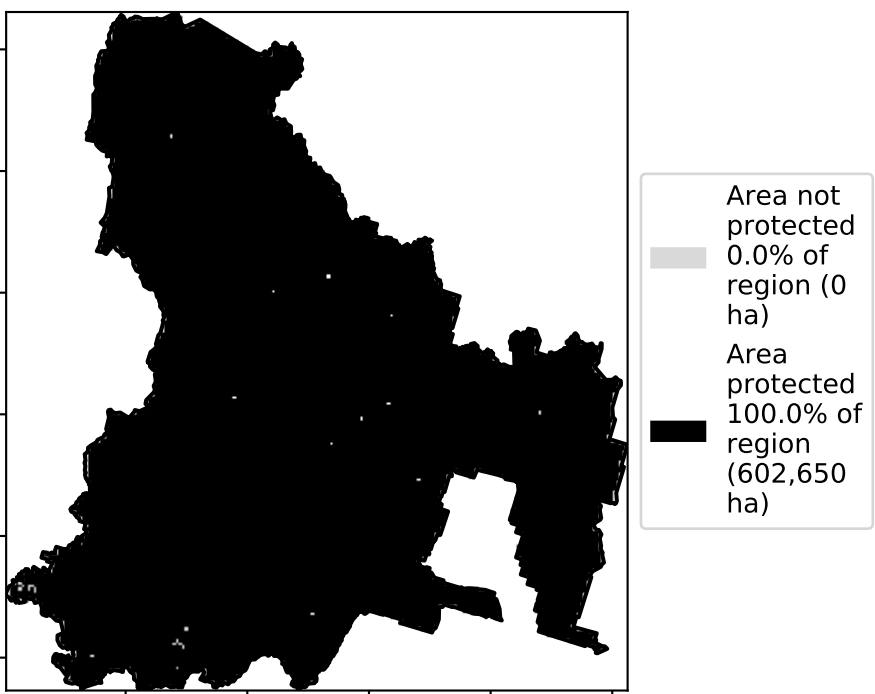 Area not
protected
0.0% of
region (0
ha)
Area
protected
100.0% of
region
(602,650
ha)